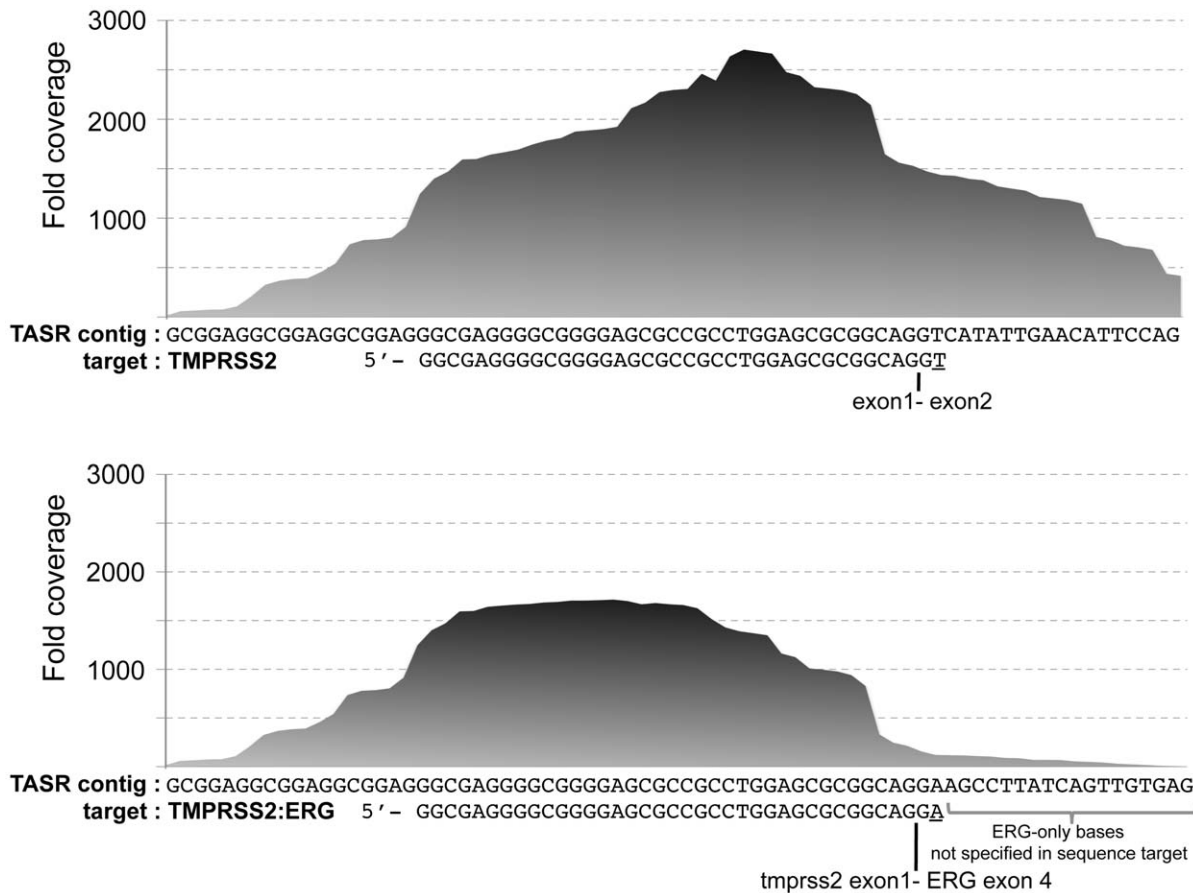 3000
2000
1000
Fold coverage
TASR contig : GCGGAGGCGGAGGCGGAGGGCGAGGGGCGGGGAGCGCCGCCTGGAGCGCGGCAGGTCATATTGAACATTCCAG
target : TMPRSS2 5′– GGCGAGGGGCGGGGAGCGCCGCCTGGAGCGCGGCAGGT
exon1- exon2
3000
2000
1000
Fold coverage
TASR contig : GCGGAGGCGGAGGCGGAGGGCGAGGGGCGGGGAGCGCCGCCTGGAGCGCGGCAGGAAGCCTTATCAGTTGTGAG
target : TMPRSS2:ERG 5′– GGCGAGGGGCGGGGAGCGCCGCCTGGAGCGCGGCAGGA
ERG-only bases
not specified in sequence target
tmprss2 exon1- ERG exon 4